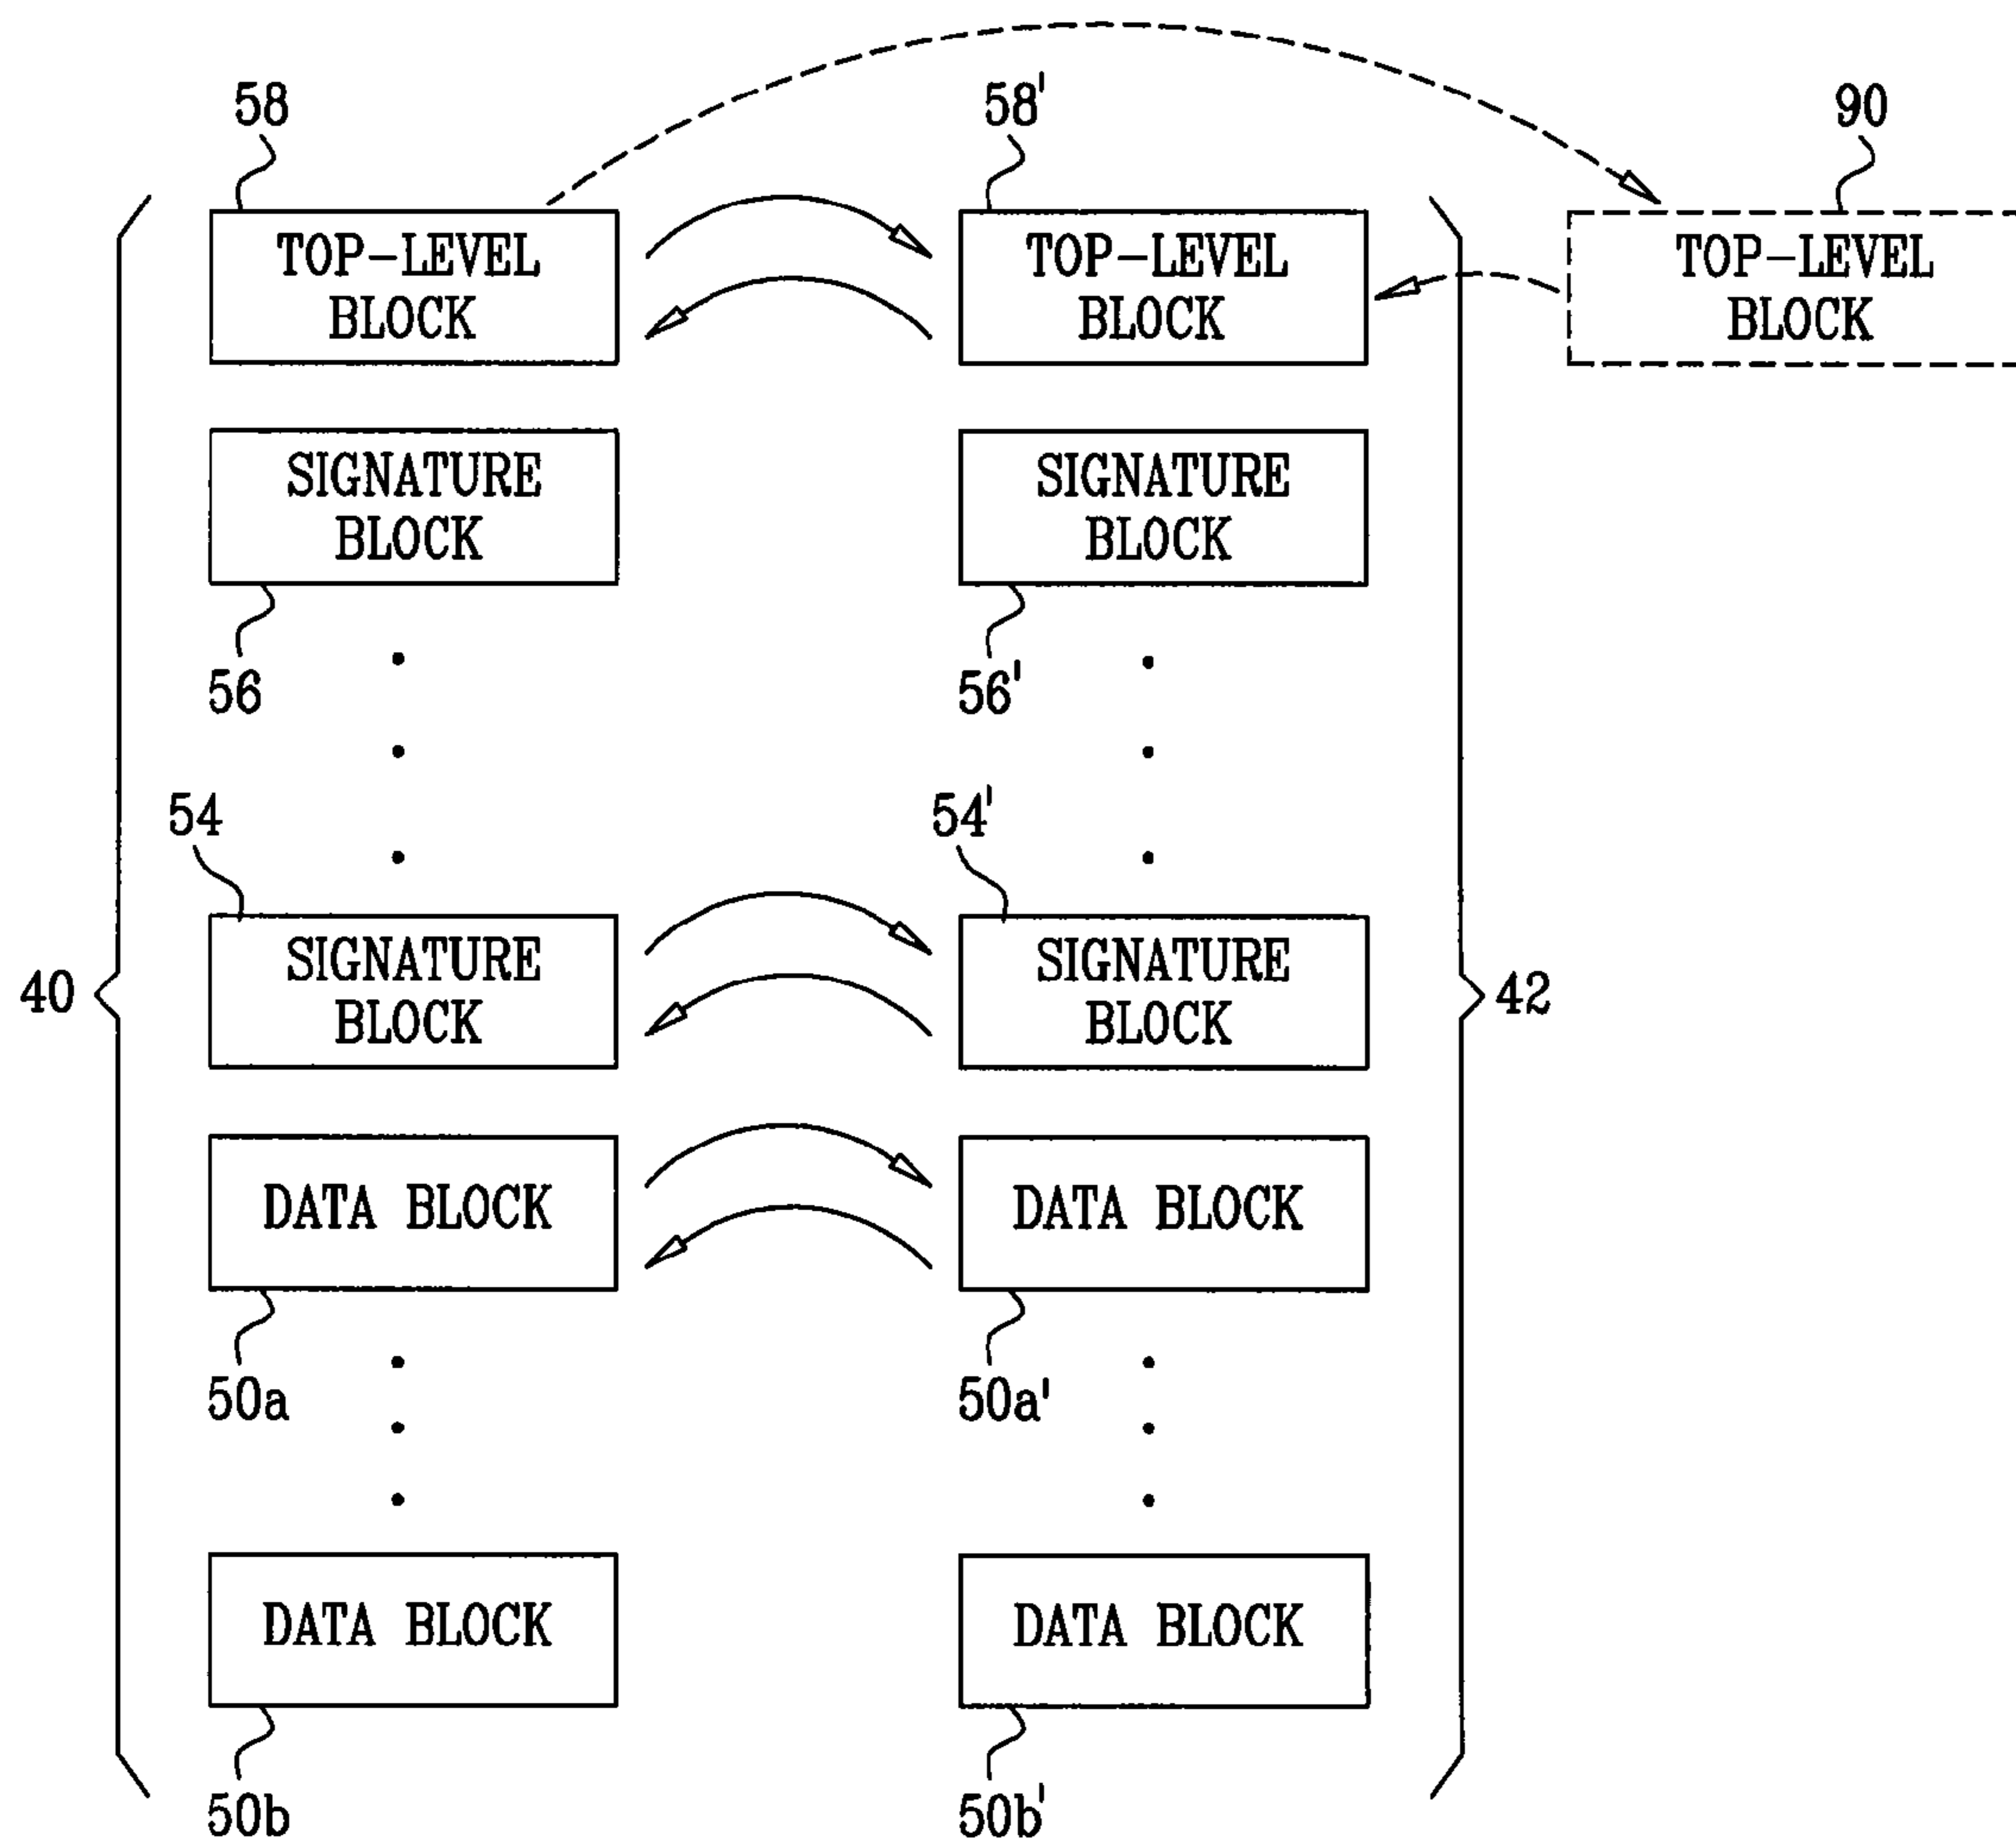 58
58'
90
TOP-LEVEL
BLOCK
TOP-LEVEL
BLOCK
TOP-LEVEL
BLOCK
SIGNATURE
BLOCK
SIGNATURE
BLOCK
56
56'
54
54'
SIGNATURE
BLOCK
SIGNATURE
BLOCK
40
42
DATA BLOCK
DATA BLOCK
50a
50a'
DATA BLOCK
DATA BLOCK
50b
50b'